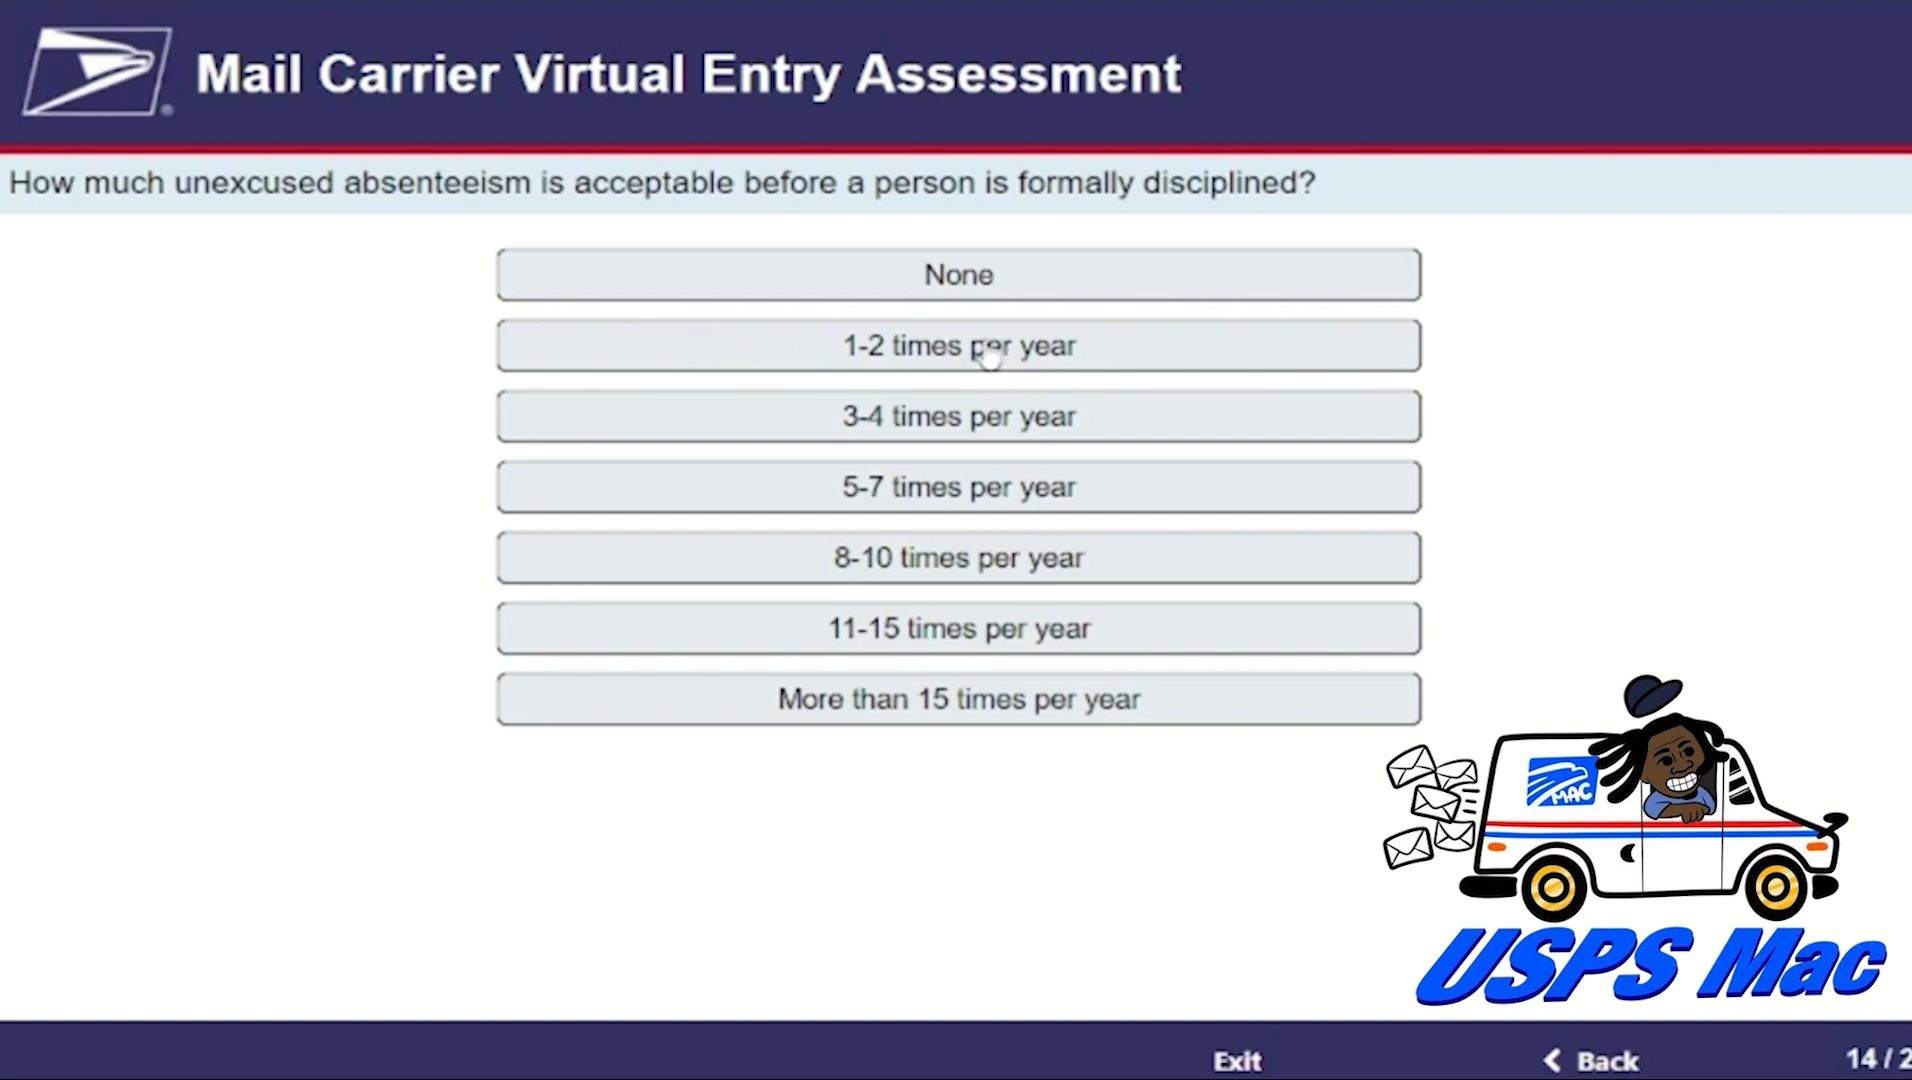 Mail Carrier Virtual Entry Assessment
How much unexcused absenteeism is acceptable before a person is formally disciplined?
None
1-2 times per year
3-4 times per year
5-7 times per year
8-10 times per year
11-15 times per year
More than 15 times per year
MAC
USPS Mac
Exit
Back
14 / 2